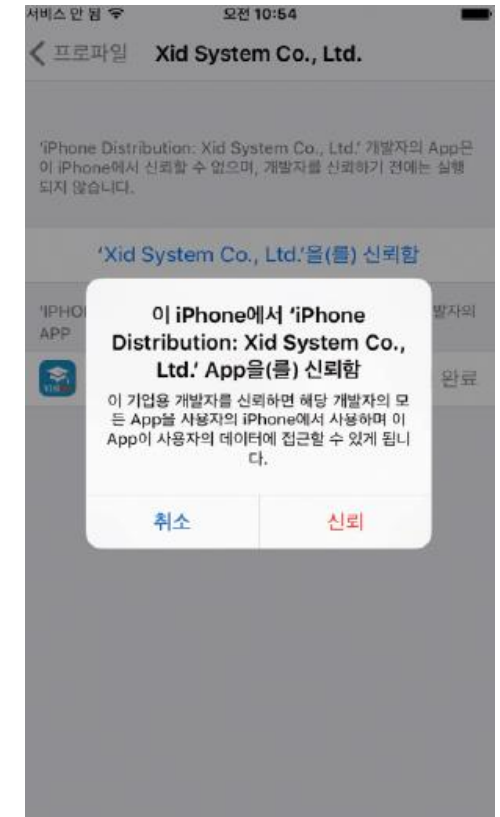 서비스 안 됨 오전 10:54
프로파일 Xid System Co., Ltd.
'iPhone Distribution: Xid System Co., Ltd.' 개발자의 App은
이 iPhone에서 신뢰할 수 없으며, 개발자를 신뢰하기 전에는 실행
되지 않습니다.
'Xid System Co., Ltd.'을(를) 신뢰함
'IPHO
발자의
APP
완료
이 iPhone에서 'iPhone
Distribution: Xid System Co.,
Ltd.' App을(를) 신뢰함
이 기업용 개발자를 신뢰하면 해당 개발자의 모
든 App을 사용자의 iPhone에서 사용하며 이
App이 사용자의 데이터에 접근할 수 있게 됩니
다.
취소 신뢰